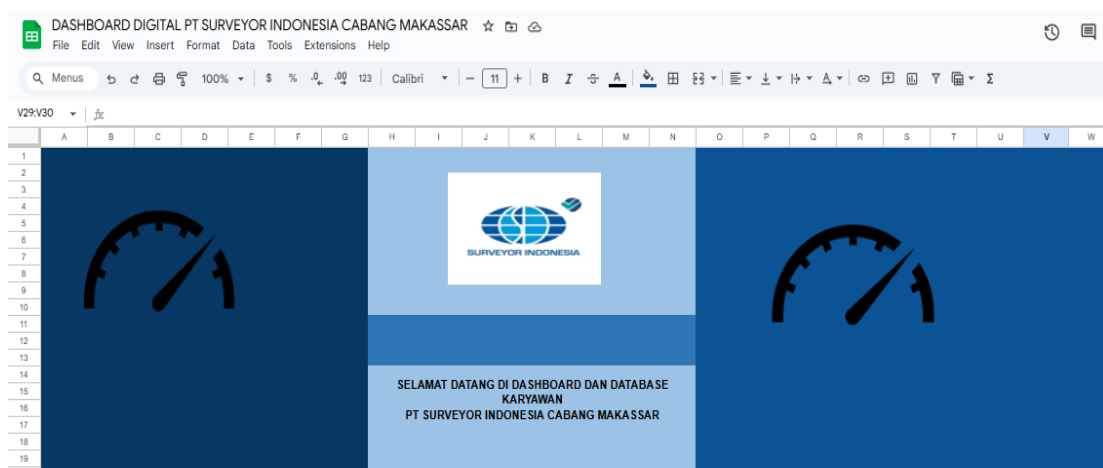 DASHBOARD DIGITAL PT SURVEYOR INDONESIA CABANG MAKASSAR
File Edit View Insert Format Data Tools Extensions Help
Menus 100% $ % .0 .00 123 Calibri 11 B I A
V29:V30 fx
A B C D E F G H I J K L M N O P Q R S T U V W
1
2
3
4
5
6
7
8
9
10
11
12
13
14
15
16
17
18
19
SURVEYOR INDONESIA
SELAMAT DATANG DI DASHBOARD DAN DATABASE
KARYAWAN
PT SURVEYOR INDONESIA CABANG MAKASSAR